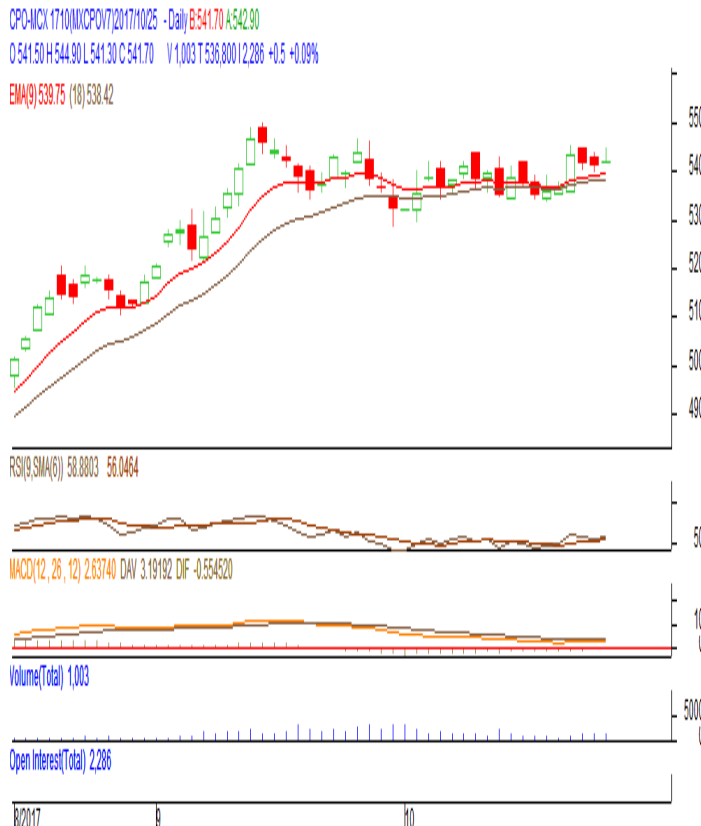 CPO-MCX 1710(MXCPOV7)2017/10/25 - Daily B:541.70 A:542.90
O 541.50 H 544.90 L 541.30 C 541.70 V 1,003 T 536,800 I 2,286 +0.5 +0.09%
EMA(9) 539.75 (18) 538.42
550
540
530
520
510
500
490
RSI(9,SMA(6)) 58.8803 56.0464
50
MACD(12, 26, 12) 2.63740 DAV 3.19192 DIF -0.554520
10
0
Volume(Total) 1,003
5000
0
Open Interest(Total) 2,286
8/2017 9 10